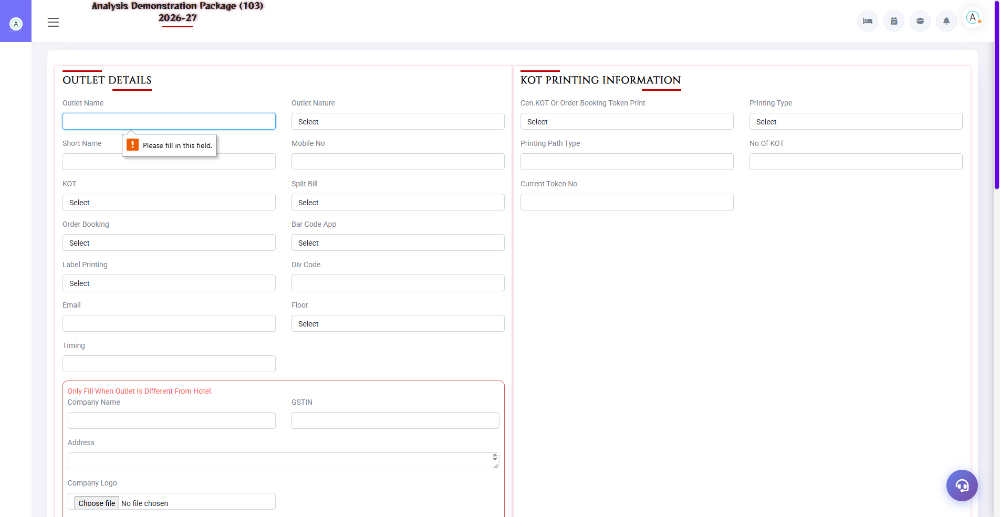 Analysis Demonstration Package (103)
2026-27
A
A
OUTLET DETAILS
Outlet Name
Outlet Nature
Select
Please fill in this field.
Short Name
Mobile No
KOT
Split Bill
Select
Select
Order Booking
Bar Code App
Select
Select
Label Printing
Div Code
Select
Email
Floor
Select
Timing
Only Fill When Outlet Is Different From Hotel.
Company Name
GSTIN
Address
Company Logo
Choose file No file chosen
KOT PRINTING INFORMATION
Cen.KOT Or Order Booking Token Print
Printing Type
Select
Select
Printing Path Type
No Of KOT
Current Token No